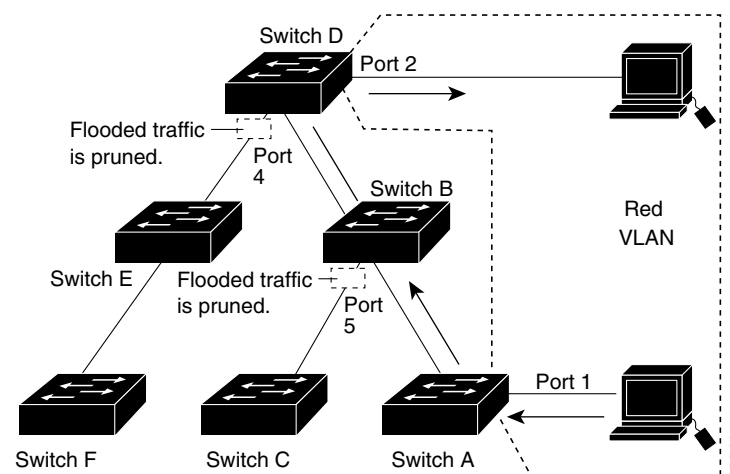 Switch D
Port 2
Flooded traffic
is pruned.
Port
4
Switch B
Red
VLAN
Switch E
Flooded traffic
is pruned.
Port
5
Port 1
Switch F
Switch C
Switch A